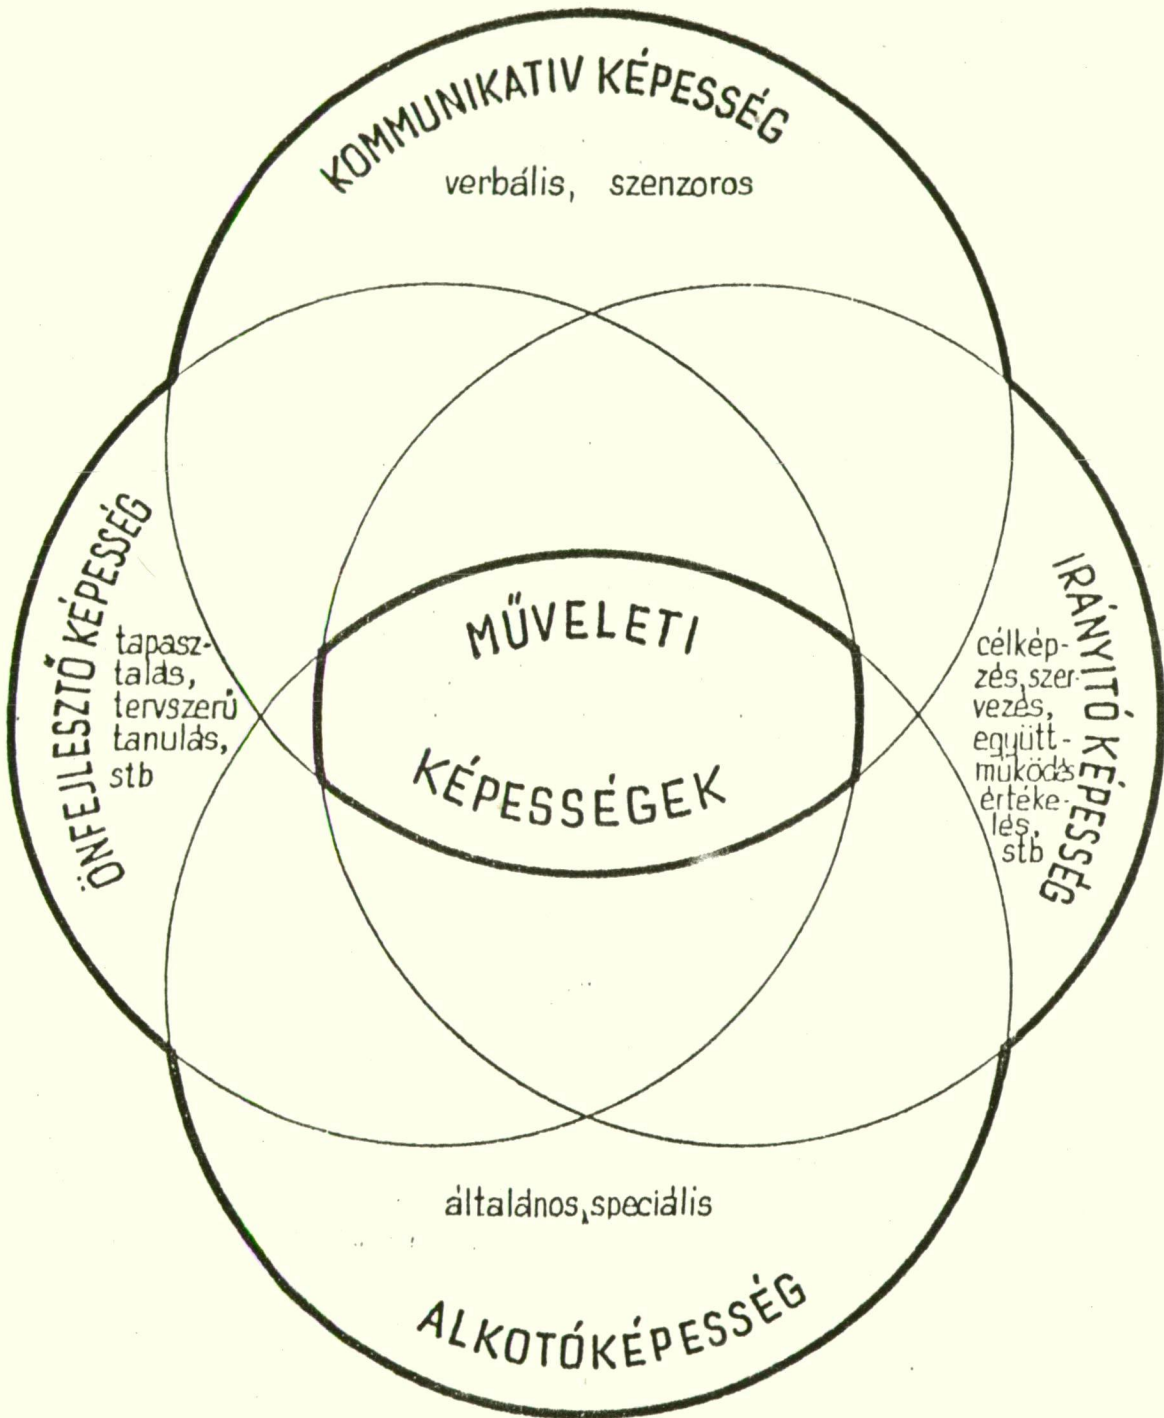 KOMMUNIKATIV KÉPESSÉG
verbális, szenzoros
ÖNFEJLESZTŐ KÉPESSÉG
tapasz-
talás,
tervszerű
tanulás,
stb
MŰVELETI
KÉPESSÉGEK
IRÁNYITÓ KÉPESSÉG
célkép-
zés,szer-
vezés,
együtt-
müködés
értéke-
lés,
stb
általános, speciális
ALKOTÓKÉPESSÉG